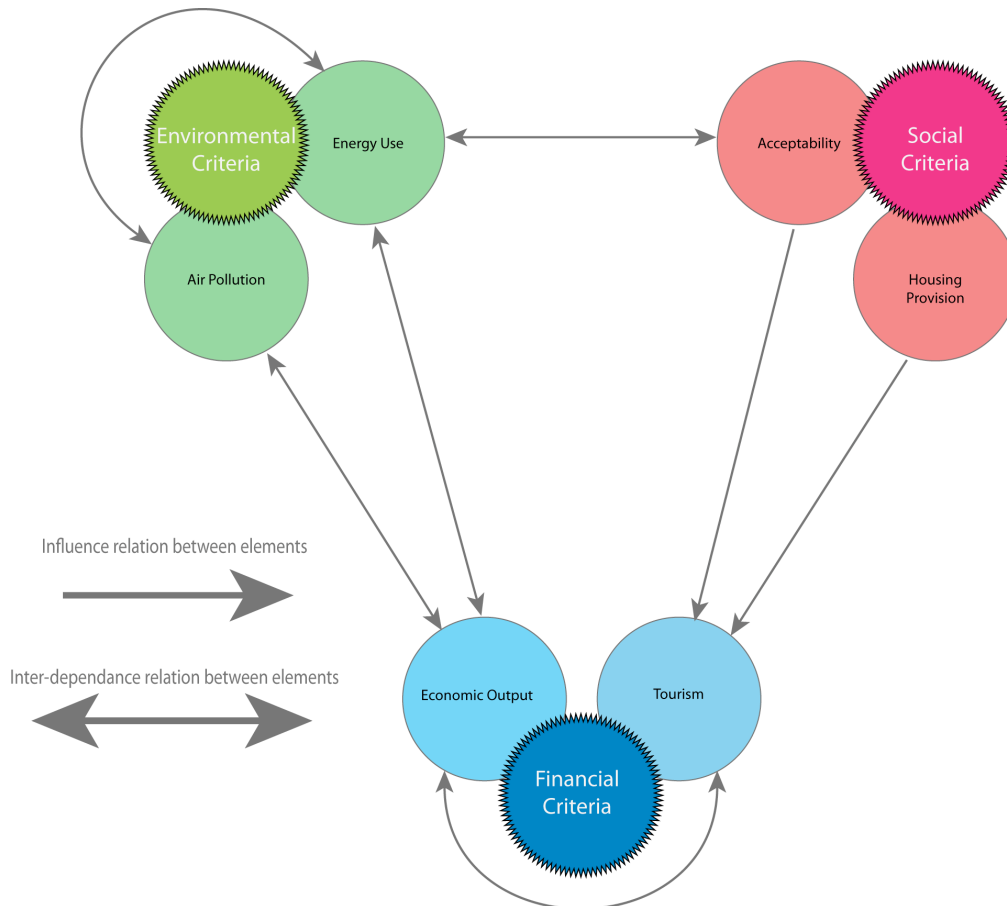 Environmental
Criteria
Energy Use
Acceptability
Social
Criteria
Air Pollution
Housing
Provision
Influence relation between elements
Inter-dependance relation between elements
Economic Output
Tourism
Financial
Criteria